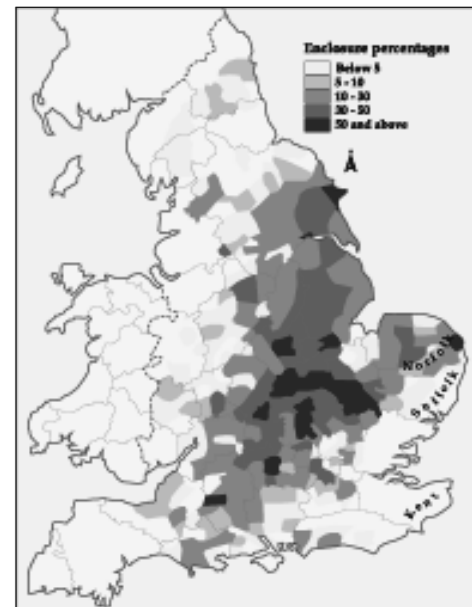 Enclosure percentages
Below 5
5 - 10
10 - 30
30 - 50
50 and above
Norfolk
Suffolk
Kent